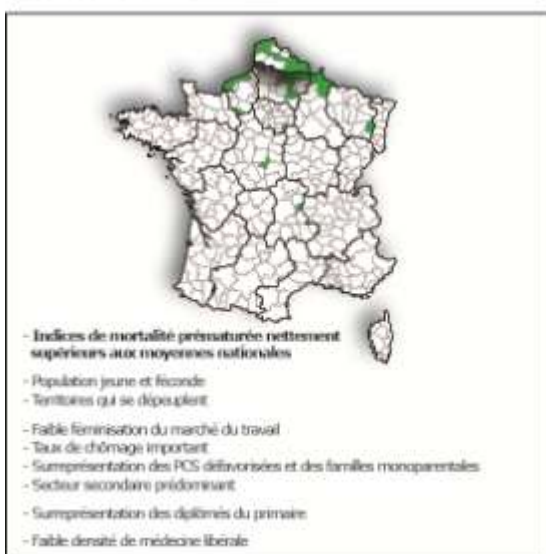 - Indices de mortalité prématurée nettement
supérieurs aux moyennes nationales
- Population jeune et féconde
- Territoires qui se dépeuplent
- Faible féminisation du marché du travail
- Taux de chômage important
- Surreprésentation des PCS défavorisées et des familles monoparentales
- Secteur secondaire prédominant
- Surreprésentation des diplômés du primaire
- Faible densité de médecine libérale